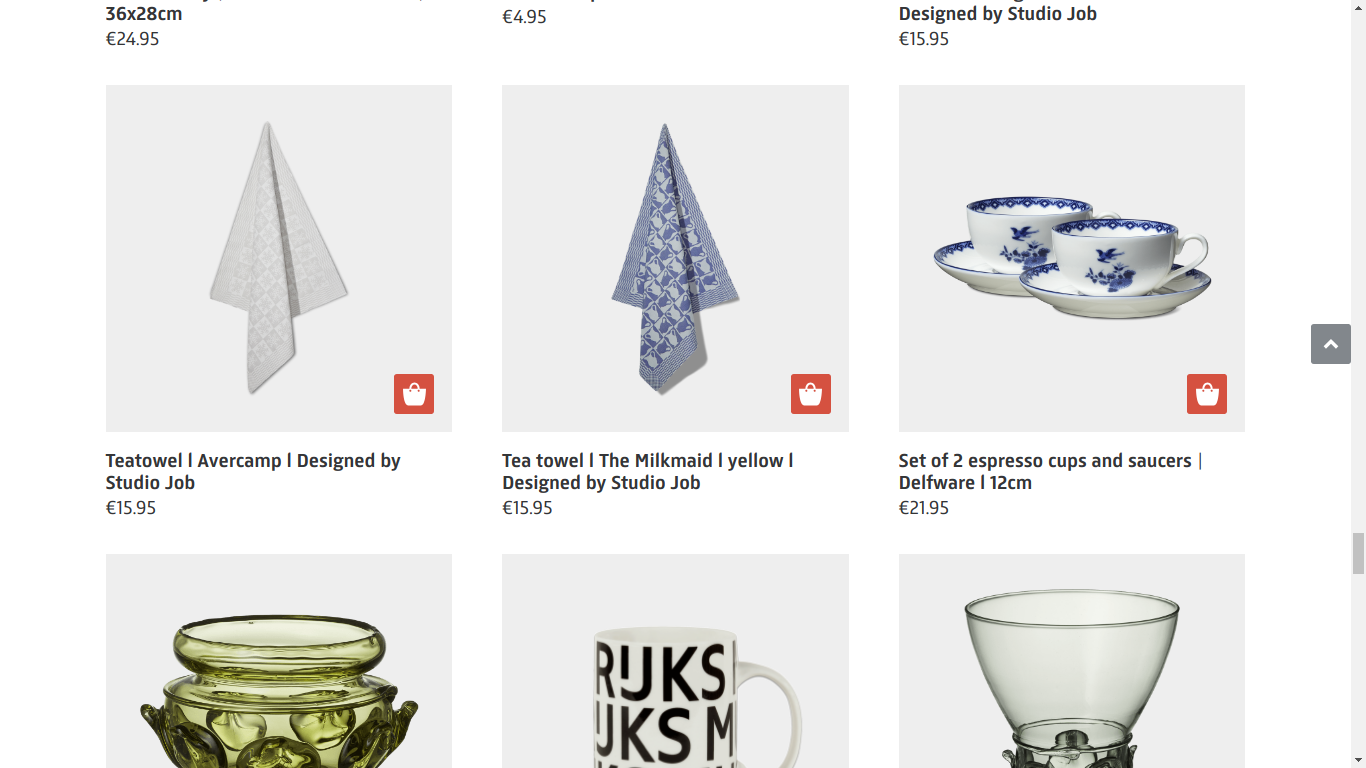 36x28cm
€24.95
€4.95
Designed by Studio Job
€15.95
Teatowel l Avercamp l Designed by
Studio Job
€15.95
Tea towel l The Milkmaid l yellow l
Designed by Studio Job
€15.95
Set of 2 espresso cups and saucers |
Delfware l 12cm
€21.95
RIJKS
IJKS M